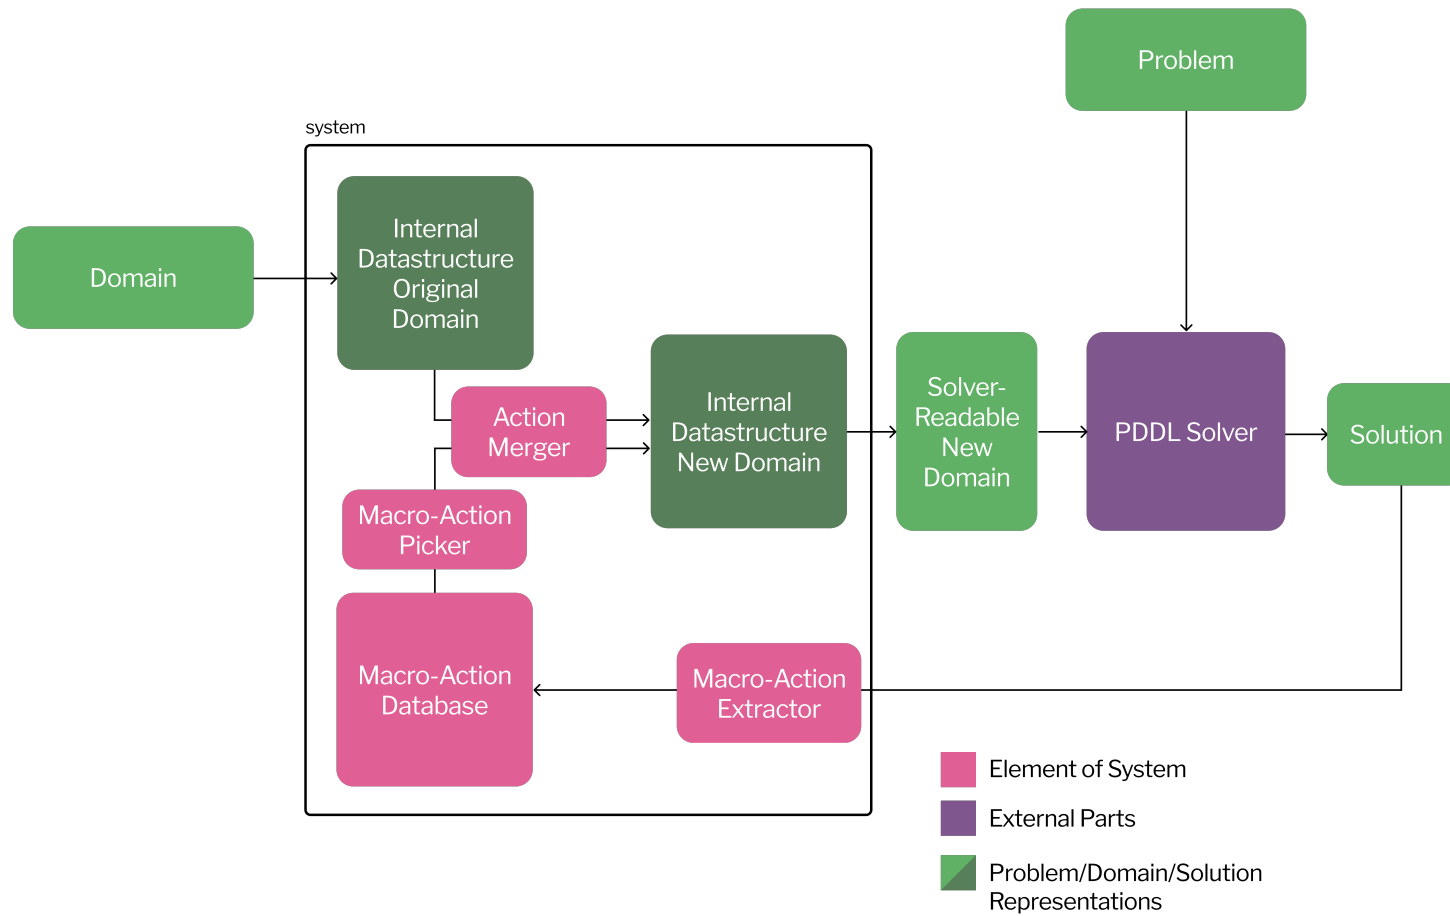 Problem
system
Internal
Datastructure
Original
Domain
Domain
Action
Merger
Internal
Datastructure
New Domain
Solver-
Readable
New
Domain
PDDL Solver
Solution
Macro-Action
Picker
Macro-Action
Database
Macro-Action
Extractor
Element of System
External Parts
Problem/Domain/Solution
Representations